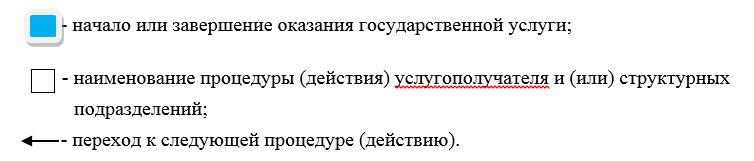 - начало или завершение оказания государственной услуги;
- наименование процедуры (действия) услугополучателя и (или) структурных
подразделений;
- переход к следующей процедуре (действию).